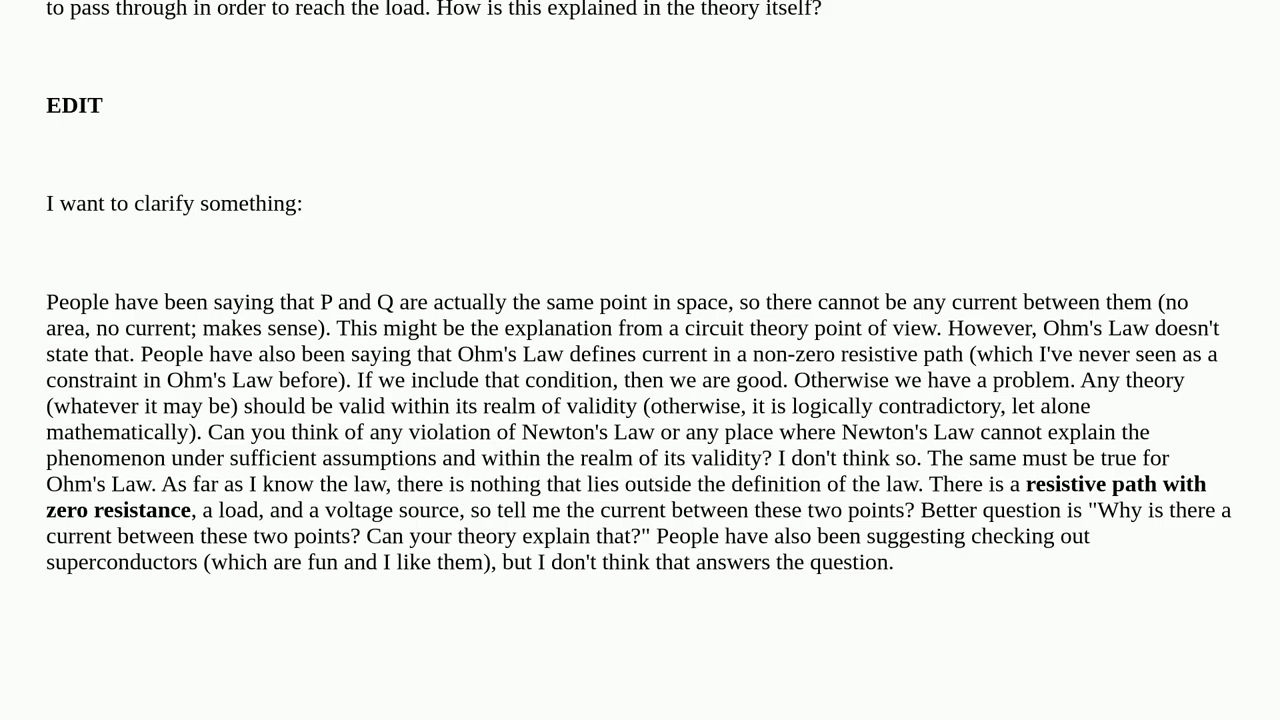 to pass through in order to reach the load. How is this explained in the theory itself?
EDIT
I want to clarify something:
People have been saying that P and Q are actually the same point in space, so there cannot be any current between them (no
area, no current; makes sense). This might be the explanation from a circuit theory point of view. However, Ohm's Law doesn't
state that. People have also been saying that Ohm's Law defines current in a non-zero resistive path (which I've never seen as a
constraint in Ohm's Law before). If we include that condition, then we are good. Otherwise we have a problem. Any theory
(whatever it may be) should be valid within its realm of validity (otherwise, it is logically contradictory, let alone
mathematically). Can you think of any violation of Newton's Law or any place where Newton's Law cannot explain the
phenomenon under sufficient assumptions and within the realm of its validity? I don't think so. The same must be true for
Ohm's Law. As far as I know the law, there is nothing that lies outside the definition of the law. There is a resistive path with
zero resistance, a load, and a voltage source, so tell me the current between these two points? Better question is "Why is there a
current between these two points? Can your theory explain that?" People have also been suggesting checking out
superconductors (which are fun and I like them), but I don't think that answers the question.